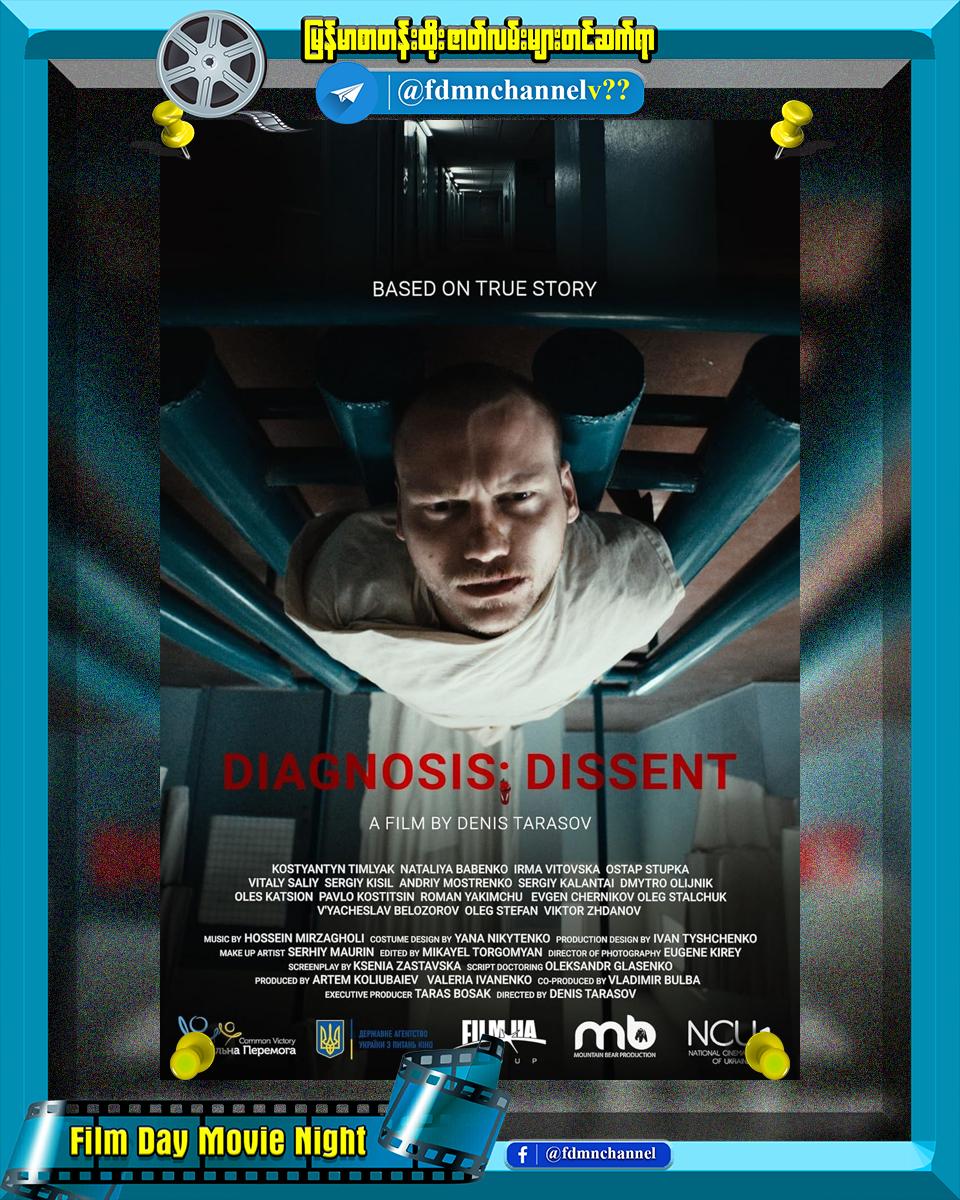 မြန်မာစာတန်းထိုးဇာတ်လမ်းများတင်ဆက်ရာ
@fdmnchannelv??
BASED ON TRUE STORY
DIAGNOSIS: DISSENT
A FILM BY DENIS TARASOV
KOSTYANTYN TIMLYAK NATALIYA BABENKO IRMA VITOVSKA OSTAP STUPKA
VITALY SALIY SERGIY KISIL ANDRIY MOSTRENKO SERGIY KALANTAI DMYTRO OLIJNIK
OLES KATSION PAVLO KOSTITSIN ROMAN YAKIMCHU EVGEN CHERNIKOV OLEG STALCHUK
V'YACHESLAV BELOZOROV OLEG STEFAN VIKTOR ZHDANOV
MUSIC BY HOSSEIN MIRZAGHOLI COSTUME DESIGN BY YANA NIKYTENKO PRODUCTION DESIGN BY IVAN TYSHCHENKO
MAKE UP ARTIST SERHIY MAURIN EDITED BY MIKAYEL TORGOMYAN DIRECTOR OF PHOTOGRAPHY EUGENE KIREY
SCREENPLAY BY KSENIA ZASTAVSKA SCRIPT DOCTORING OLEKSANDR GLASENKO
PRODUCED BY ARTEM KOLIUBAIEV VALERIA IVANENKO CO-PRODUCED BY VLADIMIR BULBA
EXECUTIVE PRODUCER TARAS BOSAK DIRECTED BY DENIS TARASOV
Common Victory
Перемога
ДЕРЖАВНЕ АГЕНТСТВО
УКРАЇНИ З ПИТАНЬ КІНО
FILM.UA
mb
MOUNTAIN BEAR PRODUCTION
NCU
NATIONAL
OF
Film Day Movie Night
f @fdmnchannel